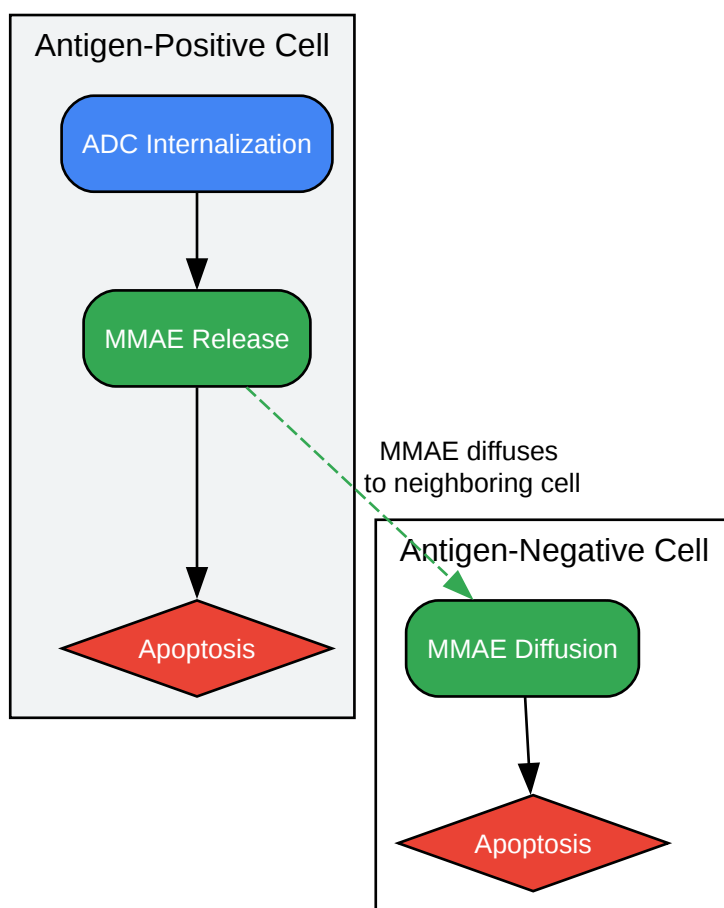 Antigen-Positive Cell
ADC Internalization
MMAE Release
MMAE diffuses
to neighboring cell
Apoptosis
Antigen-Negative Cell
MMAE Diffusion
Apoptosis